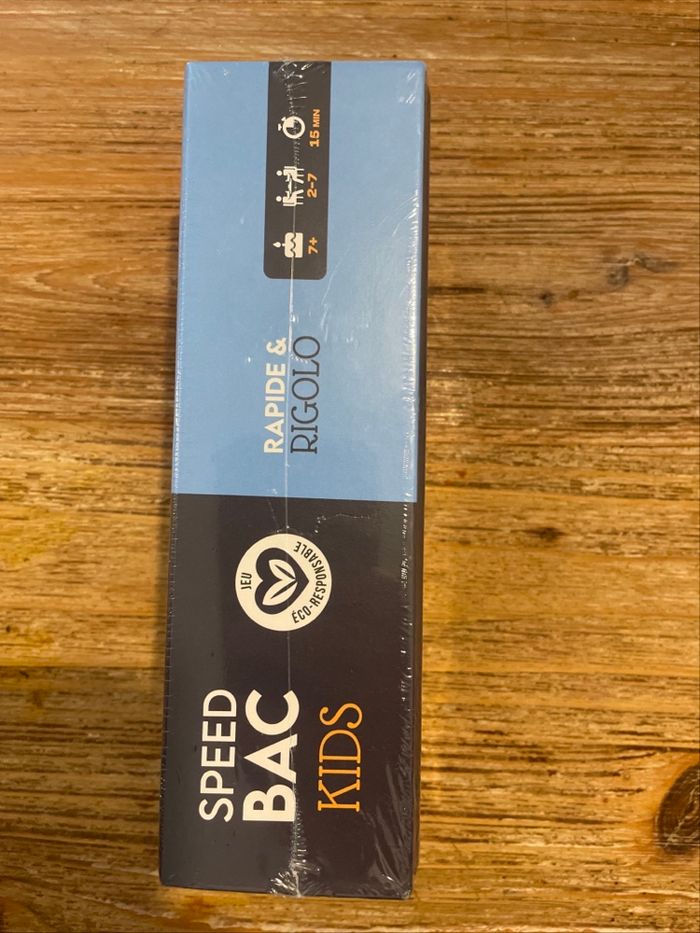 SPEED
BAC
KIDS
JEU
ÉCO-RESPONSABLE
RAPIDE &
RIGOLO
7+
2-7
15 MIN